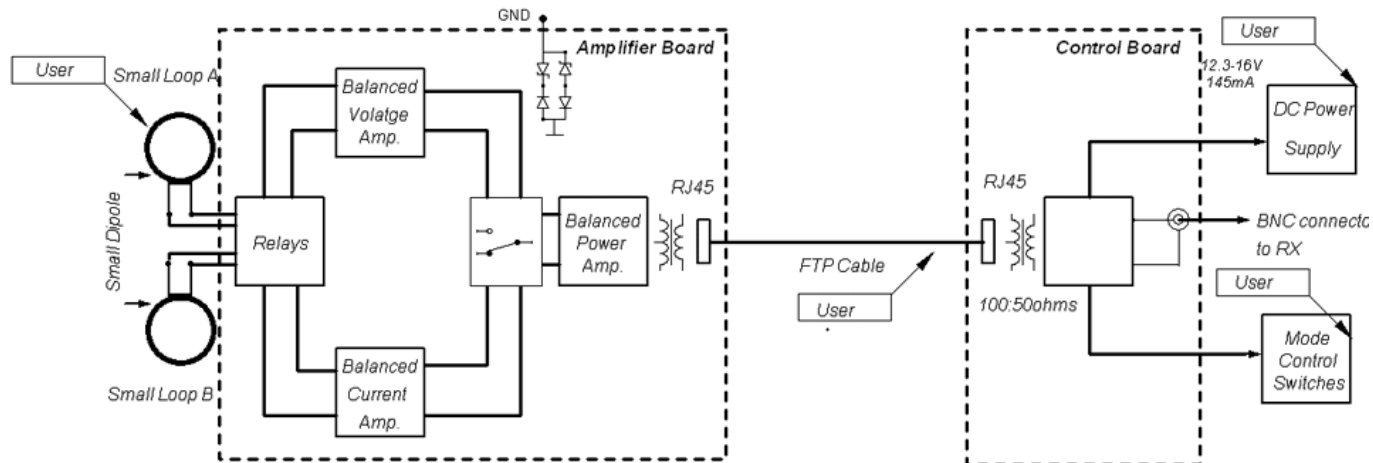 GND
Amplifier Board
Control Board
User
User
Small Loop A
12.3-16V
145mA
Balanced
Volatge
Amp.
DC Power
Supply
RJ45
RJ45
Small Dipole
Relays
Balanced
Power
Amp.
BNC connecto
to RX
FTP Cable
User
User
100:50ohms
Balanced
Current
Amp.
Mode
Control
Switches
Small Loop B